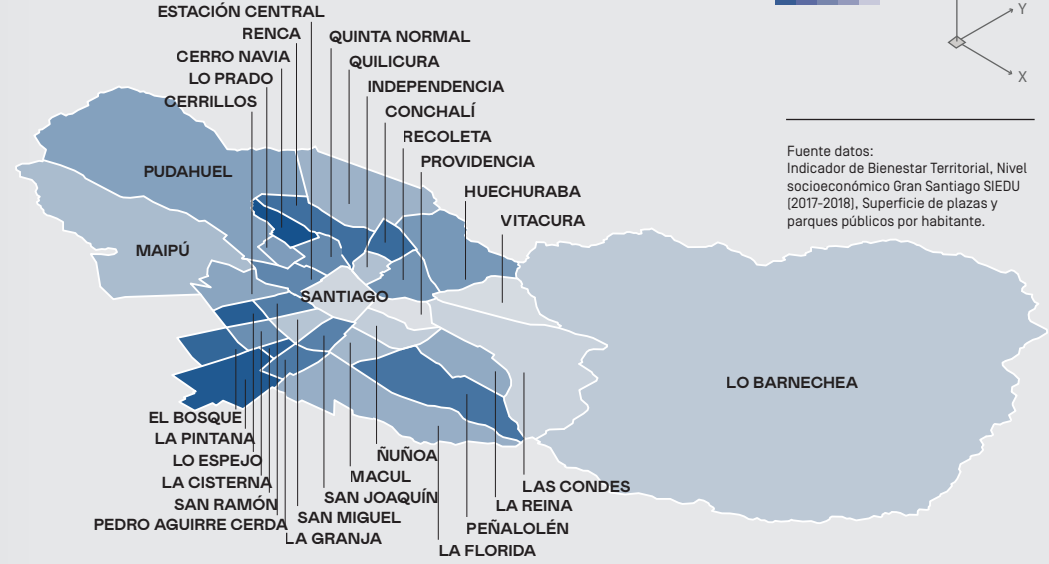 ESTACIÓN CENTRAL
RENCA
QUINTA NORMAL
CERRO NAVIA
QUILICURA
LO PRADO
INDEPENDENCIA
CERRILLOS
CONCHALÍ
RECOLETA
PROVIDENCIA
HUECHURABA
VITACURA
PUDAHUEL
MAIPÚ
SANTIAGO
LO BARNECHEA
EL BOSQUE
LA PINTANA
LO ESPEJO
LA CISTERNA
SAN RAMÓN
PEDRO AGUIRRE CERDA
LA GRANJA
SAN MIGUEL
SAN JOAQUÍN
MACUL
ÑUÑOA
LAS CONDES
LA REINA
PEÑALOLÉN
LA FLORIDA
Y
X
Fuente datos:
Indicador de Bienestar Territorial, Nivel
socioeconómico Gran Santiago SIEDU
(2017-2018), Superficie de plazas y
parques públicos por habitante.